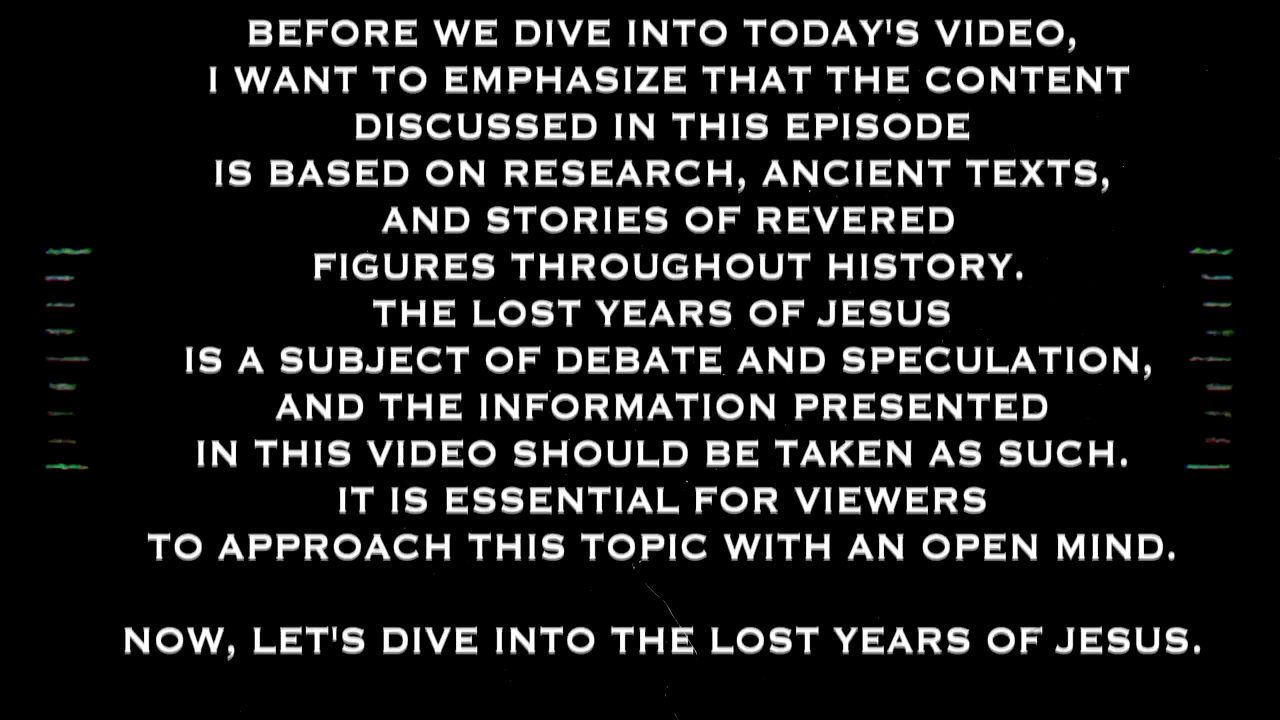 BEFORE WE DIVE INTO TODAY'S VIDEO,
I WANT TO EMPHASIZE THAT THE CONTENT
DISCUSSED IN THIS EPISODE
IS BASED ON RESEARCH, ANCIENT TEXTS,
AND STORIES OF REVERED
FIGURES THROUGHOUT HISTORY.
THE LOST YEARS OF JESUS
IS A SUBJECT OF DEBATE AND SPECULATION,
AND THE INFORMATION PRESENTED
IN THIS VIDEO SHOULD BE TAKEN AS SUCH.
IT IS ESSENTIAL FOR VIEWERS
TO APPROACH THIS TOPIC WITH AN OPEN MIND.
NOW, LET'S DIVE INTO THE LOST YEARS OF JESUS.